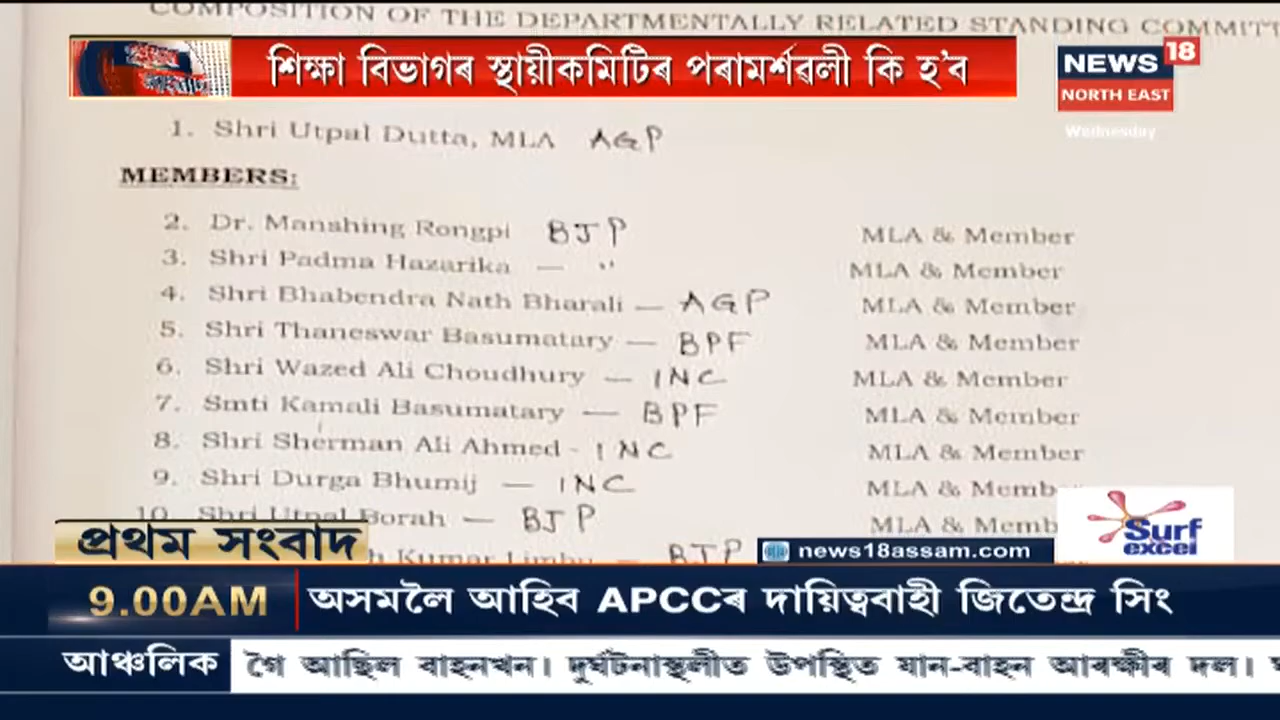 COMPOSITION OF THE DEPARTMENTALLY RELATED STANDING
শিক্ষা বিভাগৰ স্থায়ীকমিটিৰ পৰামৰ্শৱলী কি হ'ব
NEWS 18
NORTH EAST
Wednesday
1. Shri Utpal Dutta, MLA AGP
MEMBERS:
2. Dr. Manshing Rongpi BJP MLA & Member
3. Shri Padma Hazarika — " MLA & Member
4. Shri Bhabendra Nath Bharali — AGP MLA & Member
5. Shri Thaneswar Basumatary — BPF MLA & Member
6. Shri Wazed Ali Choudhury — INC MLA & Member
7. Smti Kamali Basumatary — BPF MLA & Member
8. Shri Sherman Ali Ahmed - INC MLA & Member
9. Shri Durga Bhumij — INC MLA & Memb
10. Shri Utpal Borah — BJP MLA & Memb
Kumar Limbu — BJP
প্ৰথম সংবাদ
news18assam.com
Surf excel
9.00AM অসমলৈ আহিব APCCৰ দায়িত্ববাহী জিতেন্দ্ৰ সিং
আঞ্চলিক গৈ আছিল বাহনখন। দুৰ্ঘটনাস্থলীত উপস্থিত যান-বাহন আৰক্ষীৰ দল।